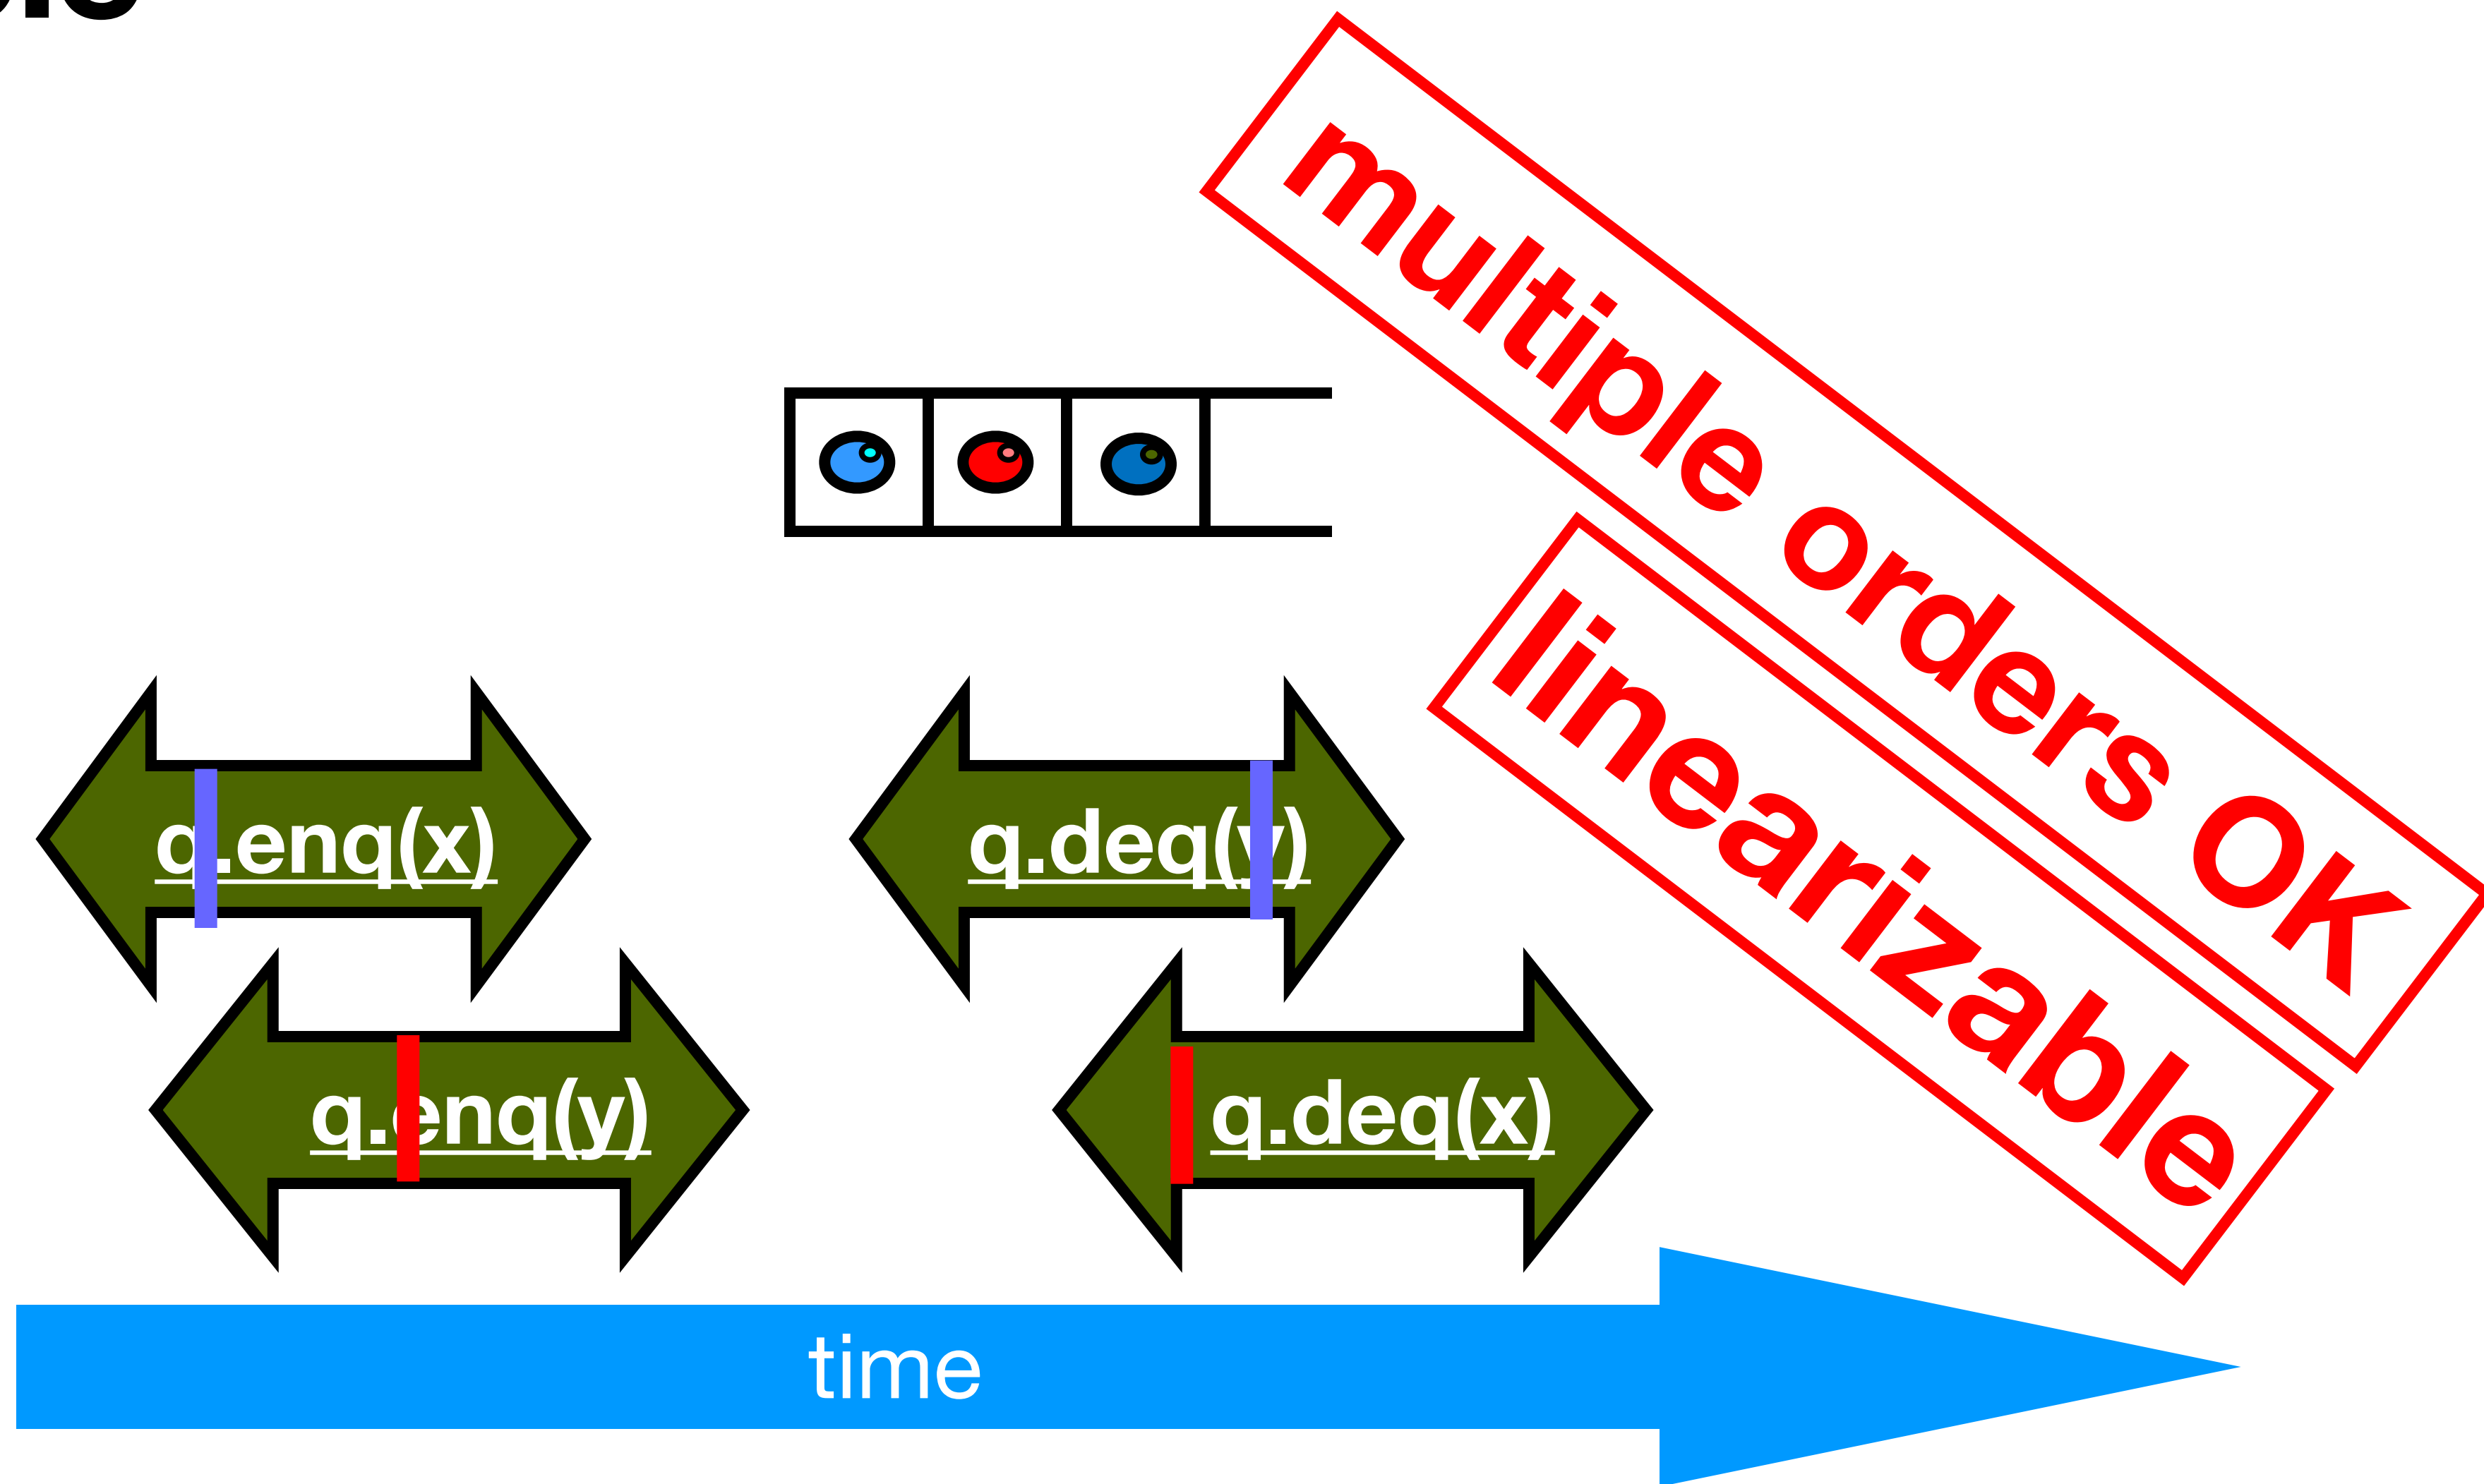 multiple orders OK
linearizable
q.enq(x)
q.deq(y)
q.enq(y)
q.deq(x)
time